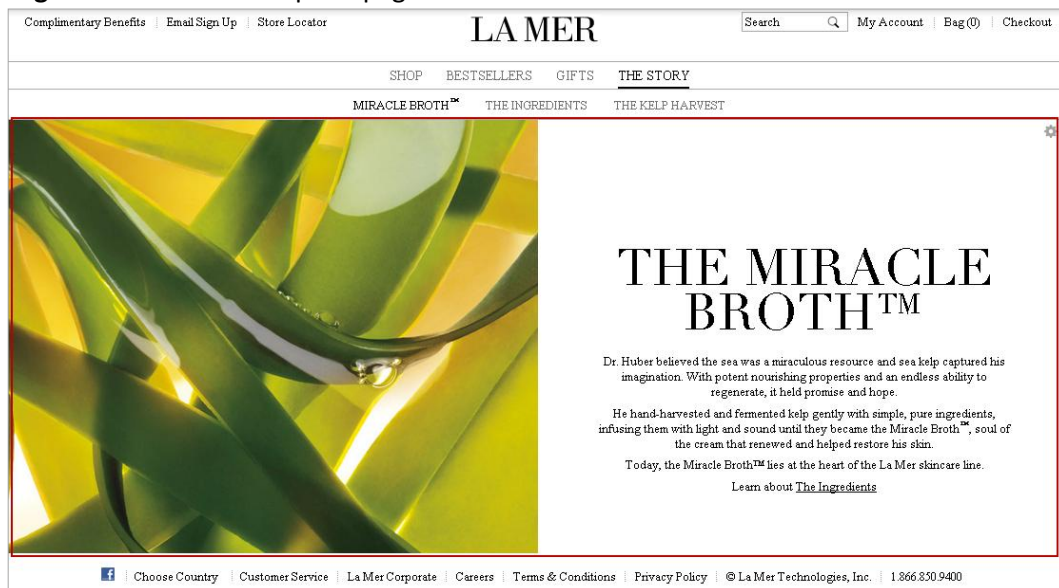 Complimentary Benefits Email Sign Up Store Locator
LA MER
Search My Account Bag (0) Checkout
SHOP BESTSELLERS GIFTS THE STORY
MIRACLE BROTH™ THE INGREDIENTS THE KELP HARVEST
THE MIRACLE
BROTH™
Dr. Huber believed the sea was a miraculous resource and sea kelp captured his
imagination. With potent nourishing properties and an endless ability to
regenerate, it held promise and hope.
He hand-harvested and fermented kelp gently with simple, pure ingredients,
infusing them with light and sound until they became the Miracle Broth™, soul of
the cream that renewed and helped restore his skin.
Today, the Miracle Broth™ lies at the heart of the La Mer skincare line.
Learn about The Ingredients
Choose Country Customer Service La Mer Corporate Careers Terms & Conditions Privacy Policy © La Mer Technologies, Inc. 1.866.850.9400